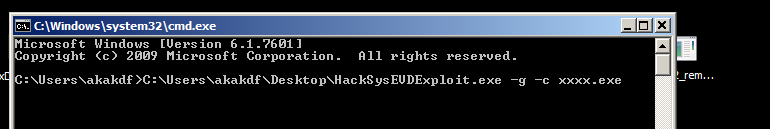 C:\Windows\system32\cmd.exe
Microsoft Windows [Version 6.1.7601]
Copyright (c) 2009 Microsoft Corporation.  All rights reserved.
C:\Users\akakdf>C:\Users\akakdf\Desktop\HackSysEVDExploit.exe -g -c xxxx.exe
2_rem...